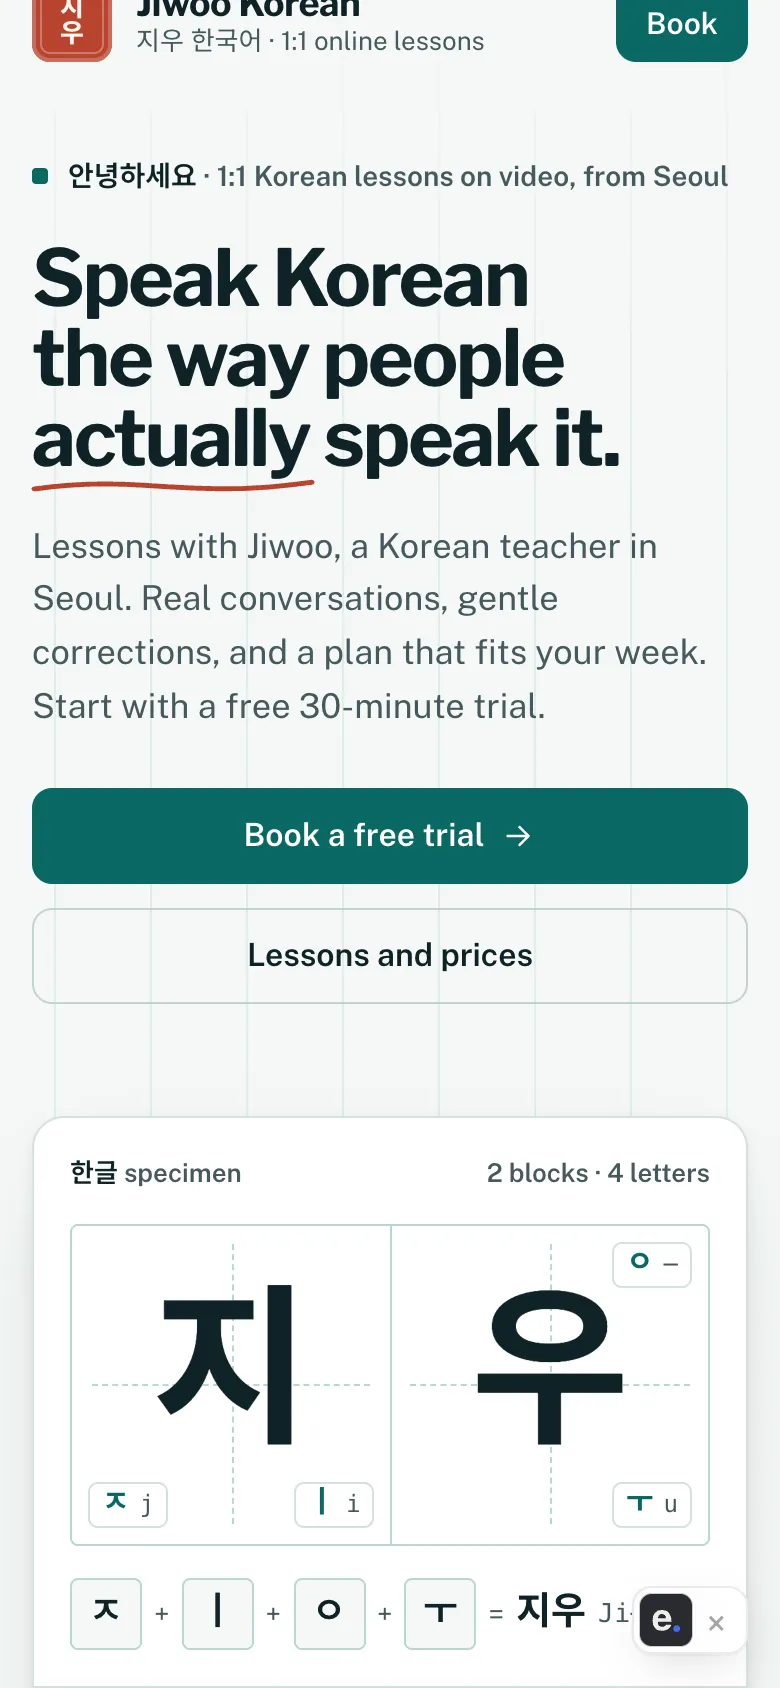 지우
Jiwoo Korean
지우 한국어 · 1:1 online lessons
Book
안녕하세요 · 1:1 Korean lessons on video, from Seoul
Speak Korean
the way people
actually speak it.
Lessons with Jiwoo, a Korean teacher in
Seoul. Real conversations, gentle
corrections, and a plan that fits your week.
Start with a free 30-minute trial.
Book a free trial →
Lessons and prices
한글 specimen
2 blocks · 4 letters
ㅇ –
지 우
ㅈ j
ㅣ i
ㅜ u
ㅈ + ㅣ + ㅇ + ㅜ = 지우 Ji-
e.
×